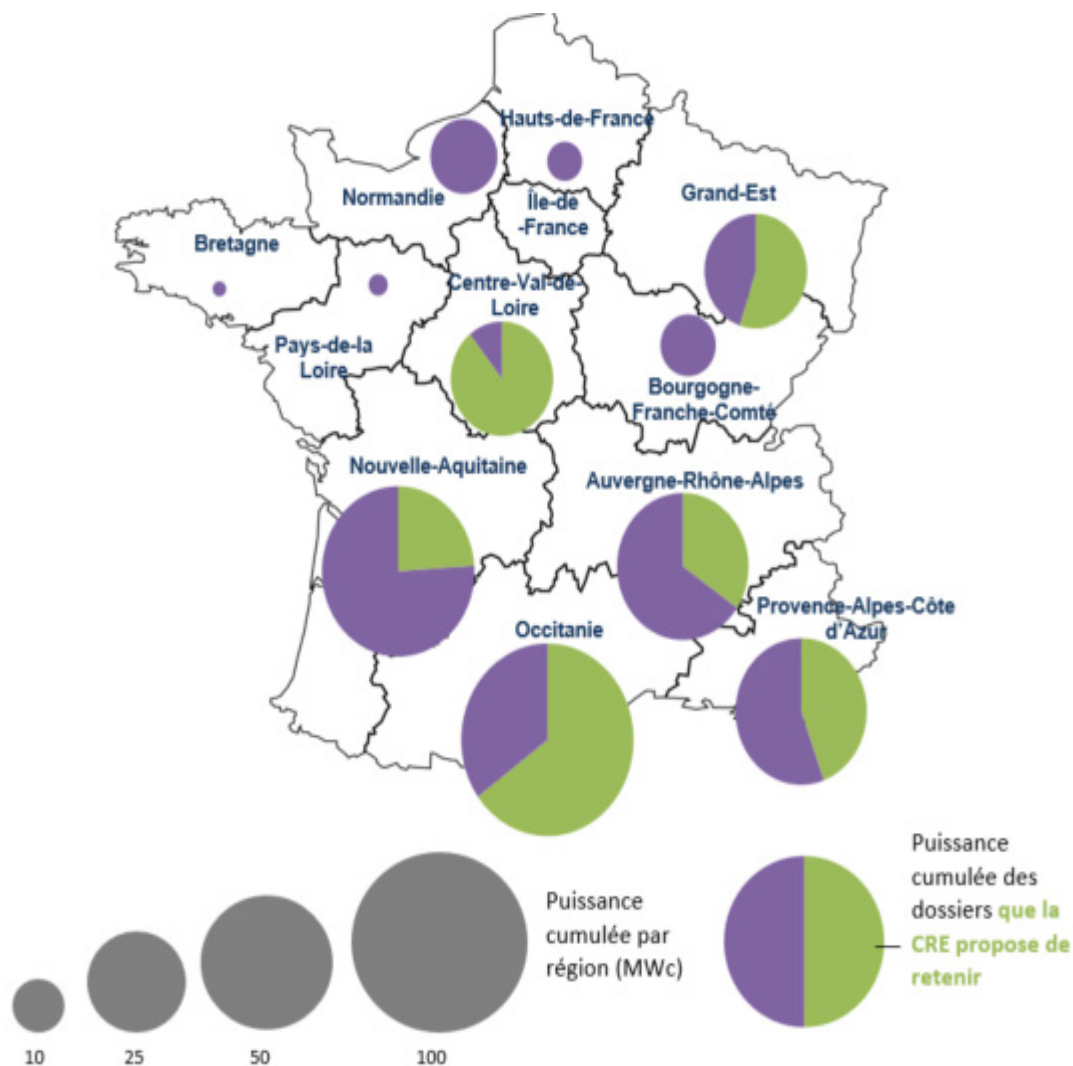 Hauts-de-France
Normandie
Île-de
-France
Grand-Est
Bretagne
Centre-Val-de-
Loire
Pays-de-la
Loire
Bourgogne-
Franche-Comté
Nouvelle-Aquitaine
Auvergne-Rhône-Alpes
Provence-Alpes-Côte
d'Azur
Occitanie
Puissance
cumulée par
région (MWc)
10
25
50
100
Puissance
cumulée des
dossiers que la
CRE propose de
retenir